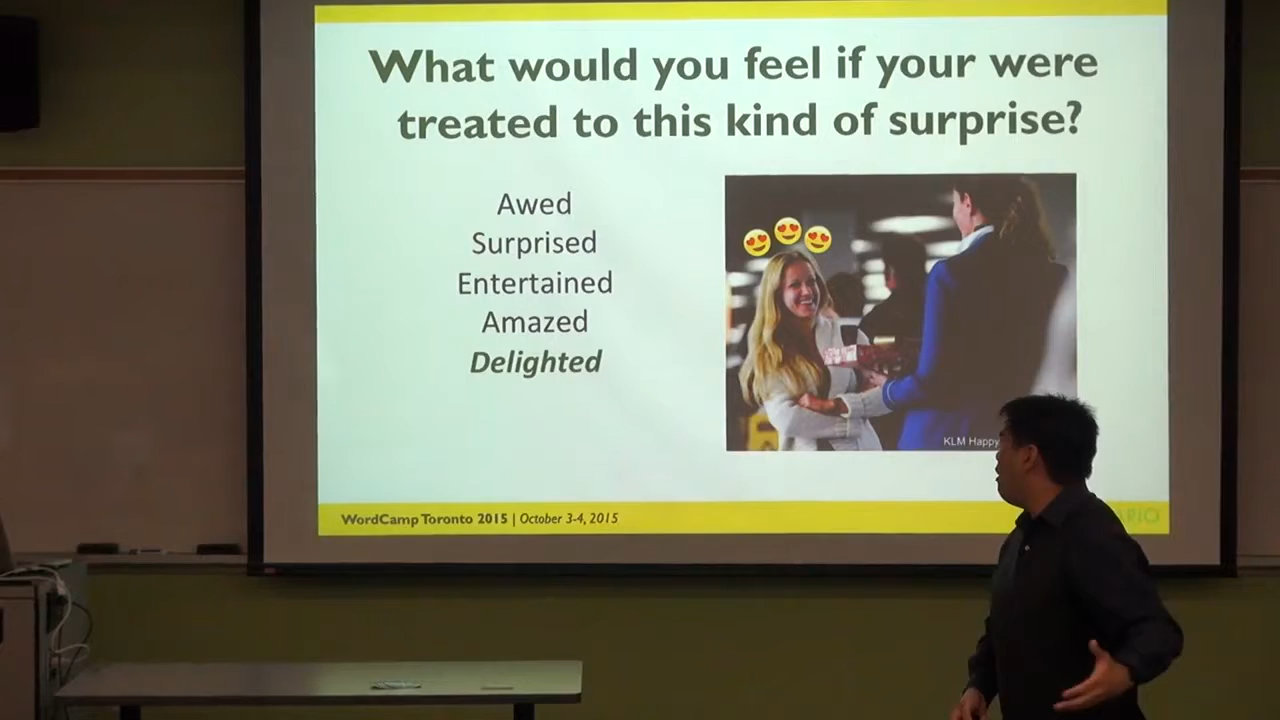 What would you feel if your were
treated to this kind of surprise?
Awed
Surprised
Entertained
Amazed
Delighted
KLM Happy
WordCamp Toronto 2015 | October 3-4, 2015